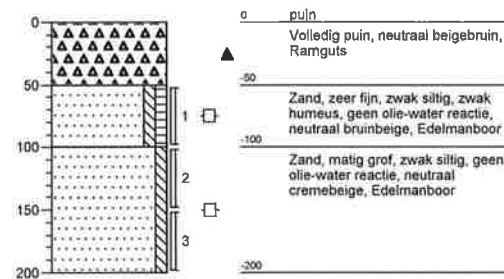 0
50
100
150
200
1
2
3
0 puin
Volledig puin, neutraal beigebruin,
Ramguts
-50
Zand, zeer fijn, zwak siltig, zwak
humeus, geen olie-water reactie,
neutraal bruinbeige, Edelmanboor
-100
Zand, matig grof, zwak siltig, geen
olie-water reactie, neutraal
cremebeige, Edelmanboor
-200